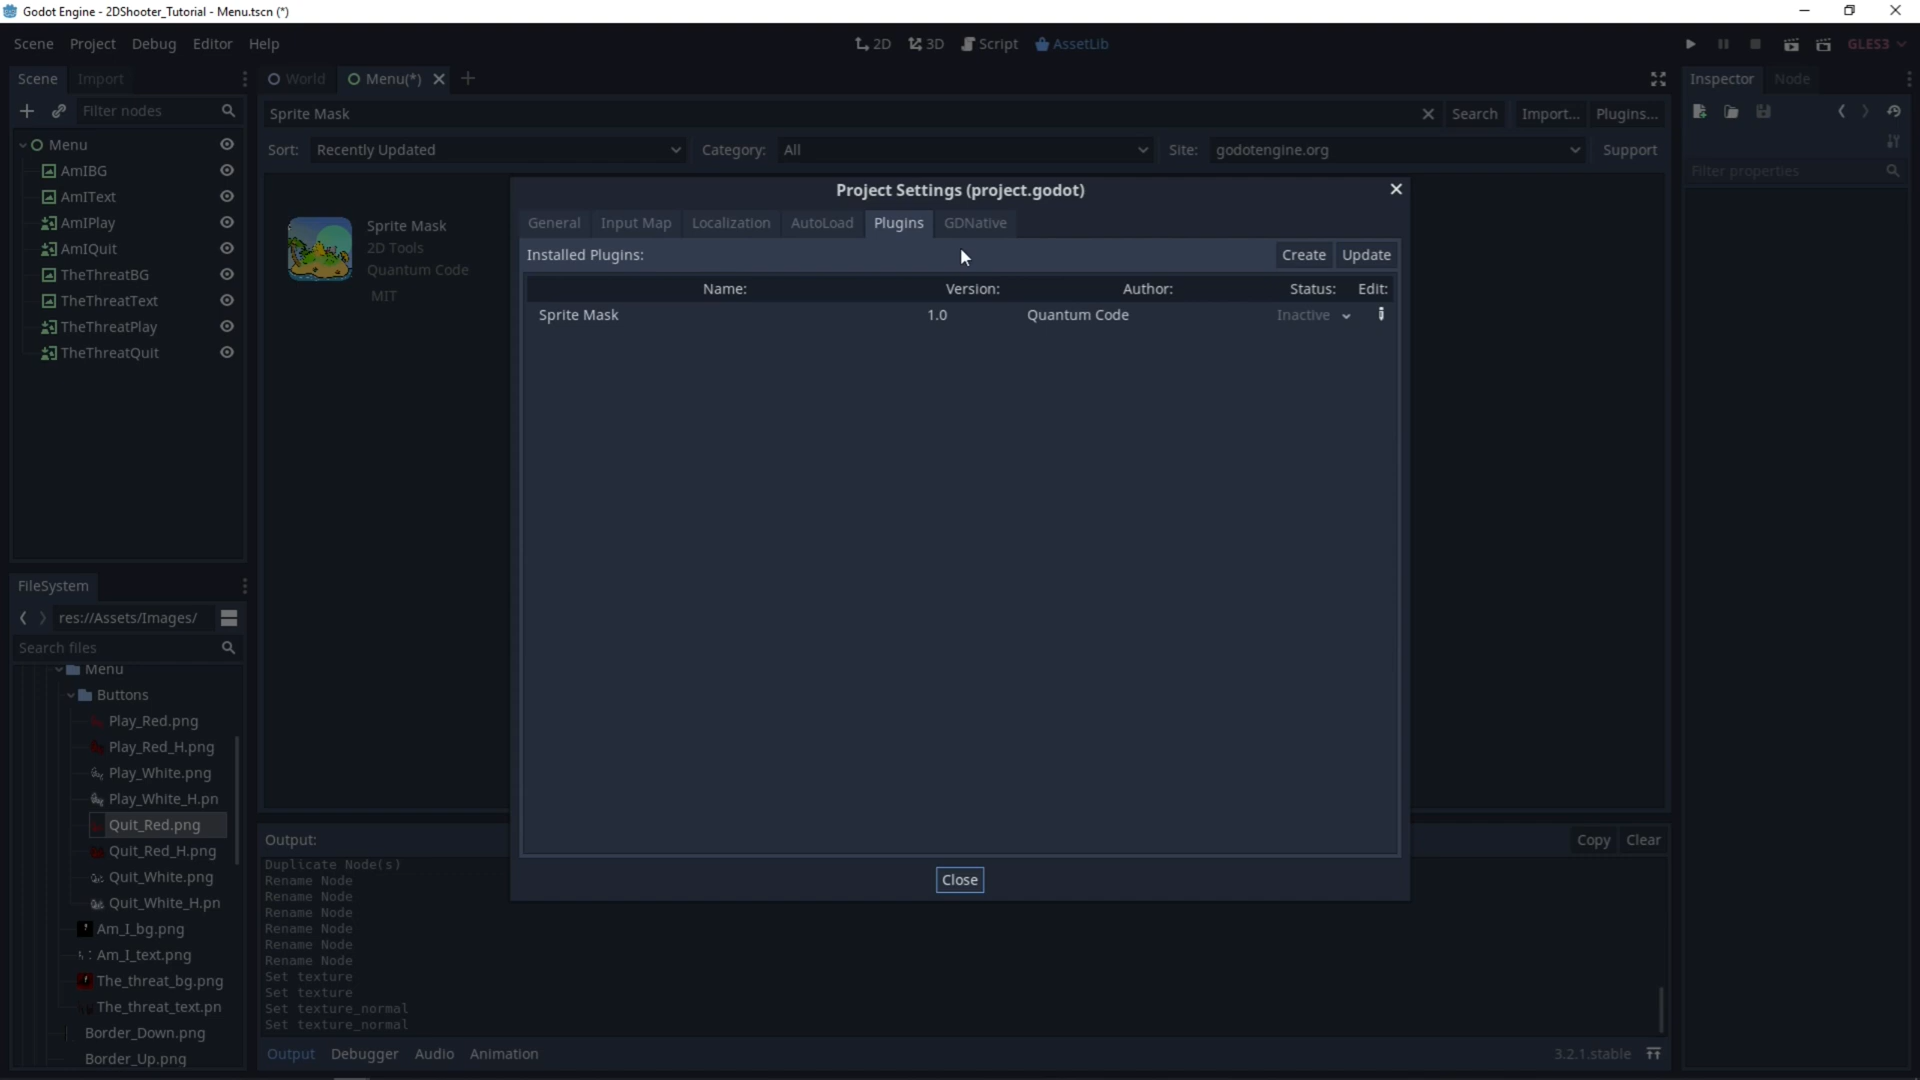 Godot Engine - 2DShooter_Tutorial - Menu.tscn (*)
Scene Project Debug Editor Help
2D 3D Script AssetLib
GLES3
Scene Import
World Menu(*)
Inspector Node
Filter nodes
Sprite Mask
Search Import... Plugins...
Sort: Recently Updated Category: All Site: godotengine.org Support
Filter properties
Menu
AmIBG
AmIText
AmIPlay
AmIQuit
TheThreatBG
TheThreatText
TheThreatPlay
TheThreatQuit
Sprite Mask
2D Tools
Quantum Code
MIT
Project Settings (project.godot)
General Input Map Localization AutoLoad Plugins GDNative
Installed Plugins: Create Update
Name: Version: Author: Status: Edit:
Sprite Mask 1.0 Quantum Code Inactive
Close
FileSystem
res://Assets/Images/
Search files
Menu
Buttons
Play_Red.png
Play_Red_H.png
Play_White.png
Play_White_H.pn
Quit_Red.png
Quit_Red_H.png
Quit_White.png
Quit_White_H.pn
Am_I_bg.png
Am_I_text.png
The_threat_bg.png
The_threat_text.pn
Border_Down.png
Border_Up.png
Output: Copy Clear
Duplicate Node(s)
Rename Node
Rename Node
Rename Node
Rename Node
Rename Node
Rename Node
Set texture
Set texture
Set texture_normal
Set texture_normal
Output Debugger Audio Animation 3.2.1.stable